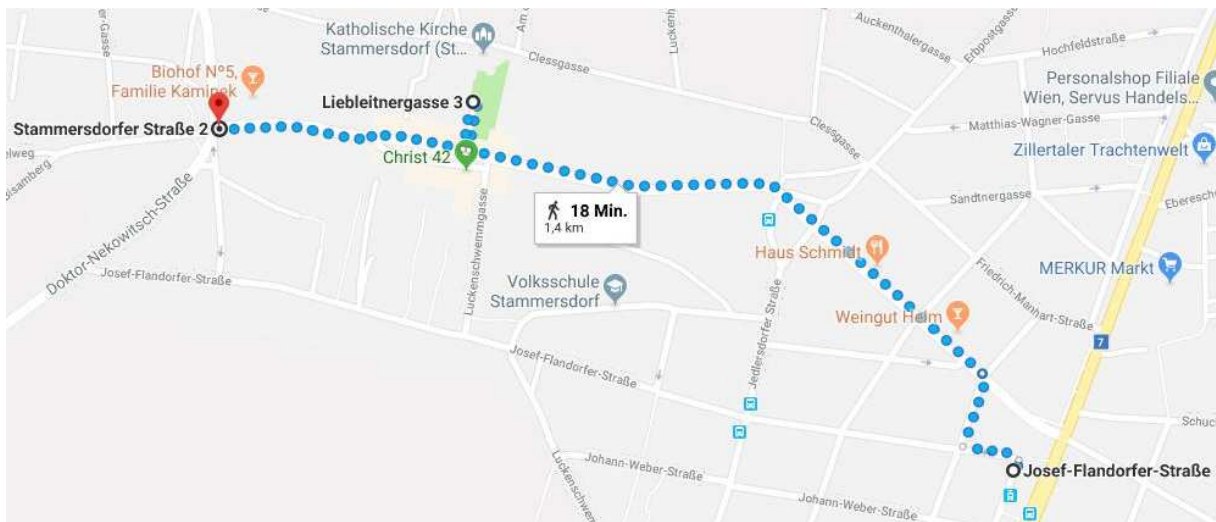 Katholische Kirche
Stammersdorf (St...
Clessgasse
Auckenthalergasse
Erbpostgasse
Hochfeldstraße
Biohof Nº5,
Familie Kaminek
Liebleitnergasse 3
Personalshop Filiale
Wien, Servus Handels...
Stammersdorfer Straße 2
Christ 42
Clessgasse
Matthias-Wagner-Gasse
Zillertaler Trachtenwelt
18 Min.
1,4 km
Sandtnergasse
Doktor-Nekowitsch-Straße
Josef-Flandorfer-Straße
Luckenschwemmgasse
Volksschule
Stammersdorf
Haus Schmidt
MERKUR Markt
Weingut Helm
Friedrich-Manhart-Straße
Jedlersdorfer Straße
7
Josef-Flandorfer-Straße
Johann-Weber-Straße
Johann-Weber-Straße
Josef-Flandorfer-Straße